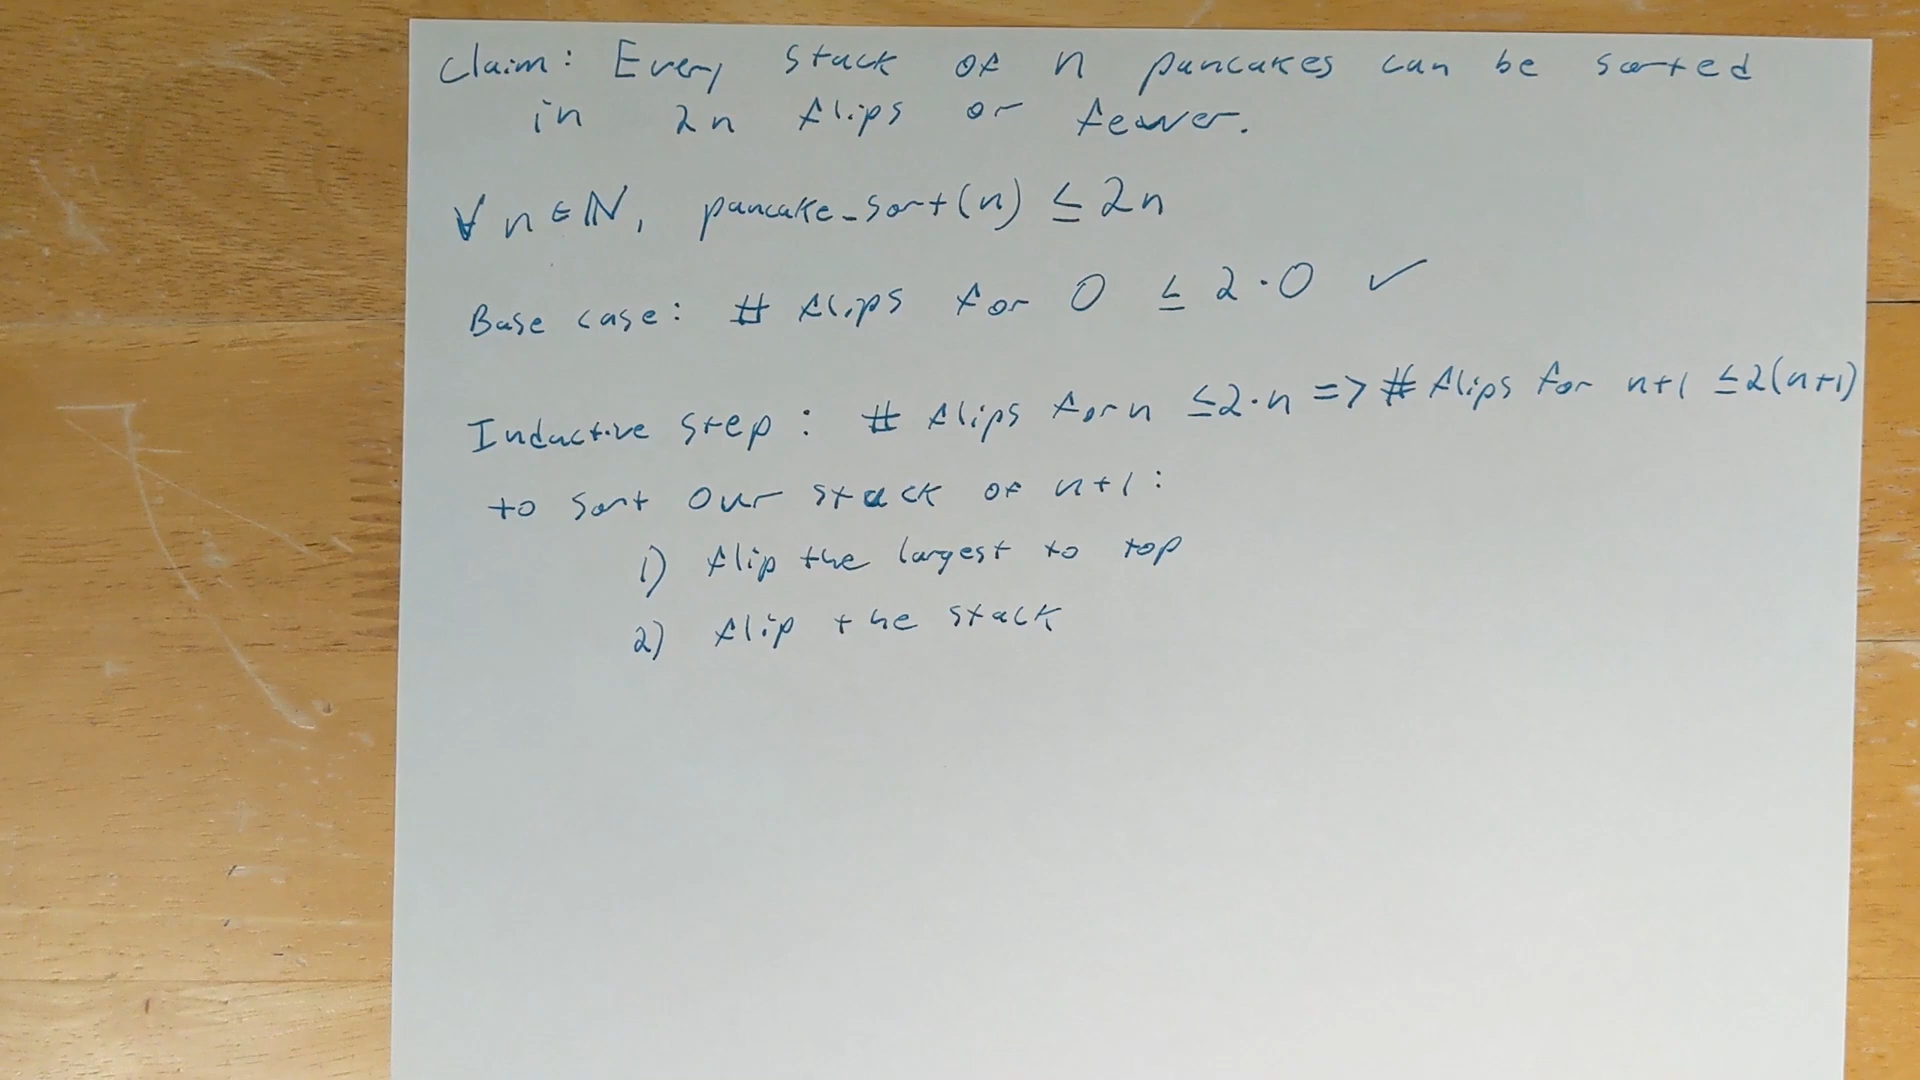 Claim: Every stack of n pancakes can be sorted
in 2n flips or fewer.
∀ n ∈ ℕ, pancake_sort(n) ≤ 2n
Base case: # flips for 0 ≤ 2·0 ✓
Inductive step: # flips for n ≤ 2·n => # flips for n+1 ≤ 2(n+1)
to sort our stack of n+1:
1) flip the largest to top
2) flip the stack